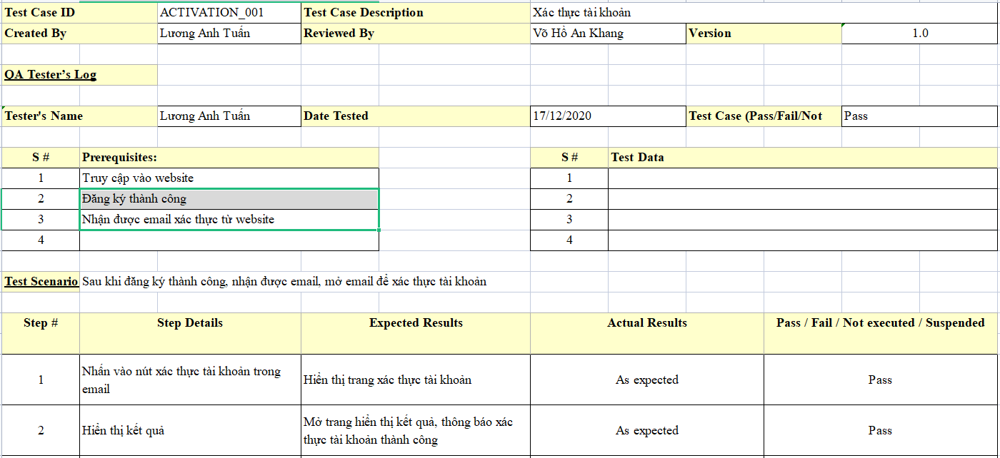 Test Case ID ACTIVATION_001 Test Case Description Xác thực tài khoản
Created By Lương Anh Tuấn Reviewed By Võ Hồ An Khang Version 1.0
QA Tester’s Log
Tester's Name Lương Anh Tuấn Date Tested 17/12/2020 Test Case (Pass/Fail/Not Pass
S # Prerequisites: S # Test Data
1 Truy cập vào website 1
2 Đăng ký thành công 2
3 Nhận được email xác thực từ website 3
4 4
Test Scenario Sau khi đăng ký thành công, nhận được email, mở email để xác thực tài khoản
Step # Step Details Expected Results Actual Results Pass / Fail / Not executed / Suspended
1 Nhấn vào nút xác thực tài khoản trong
email Hiển thị trang xác thực tài khoản As expected Pass
2 Hiển thị kết quả Mở trang hiển thị kết quả, thông báo xác
thực tài khoản thành công As expected Pass